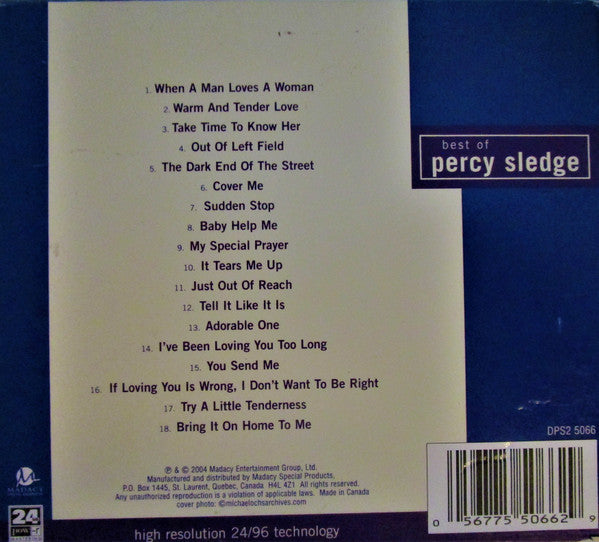 1. When A Man Loves A Woman
2. Warm And Tender Love
3. Take Time To Know Her
4. Out Of Left Field
5. The Dark End Of The Street
6. Cover Me
7. Sudden Stop
8. Baby Help Me
9. My Special Prayer
10. It Tears Me Up
11. Just Out Of Reach
12. Tell It Like It Is
13. Adorable One
14. I've Been Loving You Too Long
15. You Send Me
16. If Loving You Is Wrong, I Don't Want To Be Right
17. Try A Little Tenderness
18. Bring It On Home To Me
best of
percy sledge
℗ & © 2004 Madacy Entertainment Group, Ltd.
Manufactured and distributed by Madacy Special Products,
P.O. Box 1445, St. Laurent, Quebec, Canada H4L 4Z1 All rights reserved.
Any unauthorized reproduction is a violation of applicable laws. Made in Canada
cover photo: ©michaelochsarchives.com
DPS2 5066
0 56775 50662 9
MADACY
24
high resolution 24/96 technology